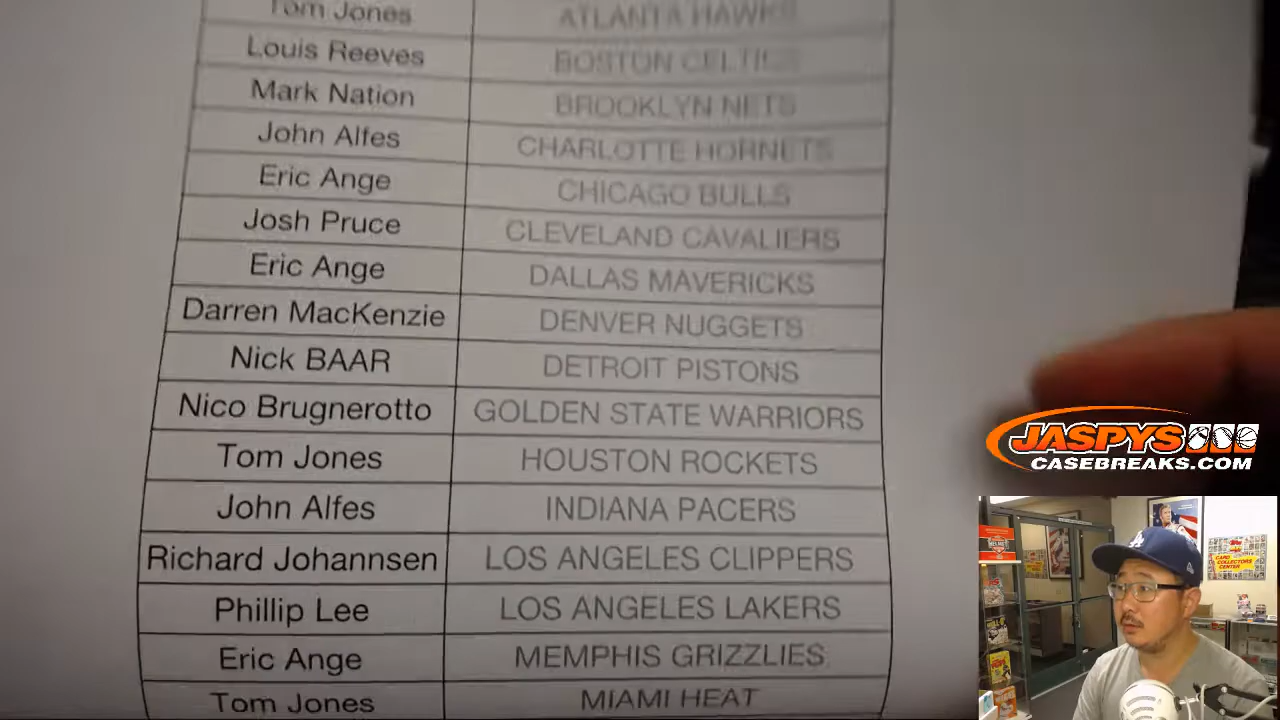 Tom Jones ATLANTA HAWKS
Louis Reeves BOSTON CELTICS
Mark Nation BROOKLYN NETS
John Alfes CHARLOTTE HORNETS
Eric Ange CHICAGO BULLS
Josh Pruce CLEVELAND CAVALIERS
Eric Ange DALLAS MAVERICKS
Darren MacKenzie DENVER NUGGETS
Nick BAAR DETROIT PISTONS
Nico Brugnerotto GOLDEN STATE WARRIORS
Tom Jones HOUSTON ROCKETS
John Alfes INDIANA PACERS
Richard Johannsen LOS ANGELES CLIPPERS
Phillip Lee LOS ANGELES LAKERS
Eric Ange MEMPHIS GRIZZLIES
Tom Jones MIAMI HEAT
JASPYS
CASEBREAKS.COM